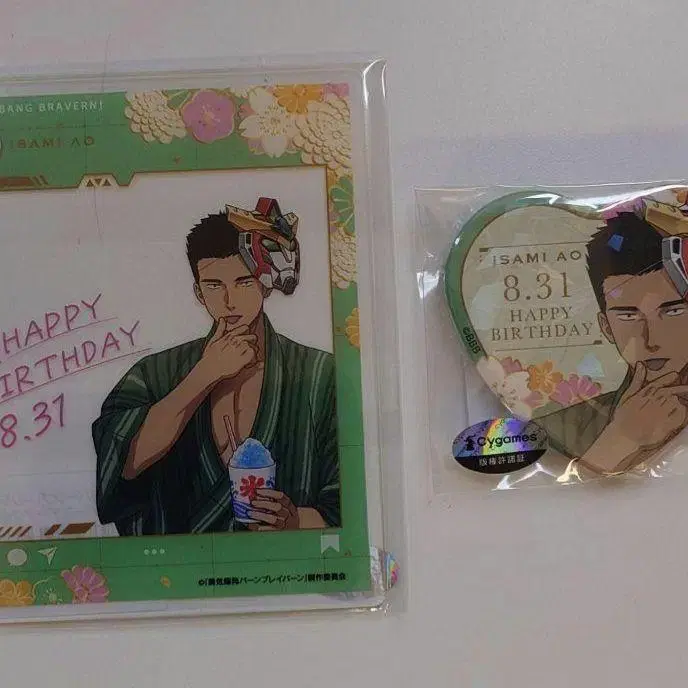 BANG BRAVERN!
ISAMI AO
HAPPY
BIRTHDAY
8.31
氷
©「勇気爆発バーンブレイバーン」製作委員会
ISAMI AO
8.31
HAPPY
BIRTHDAY
©BBB
Cygames
版権許諾証